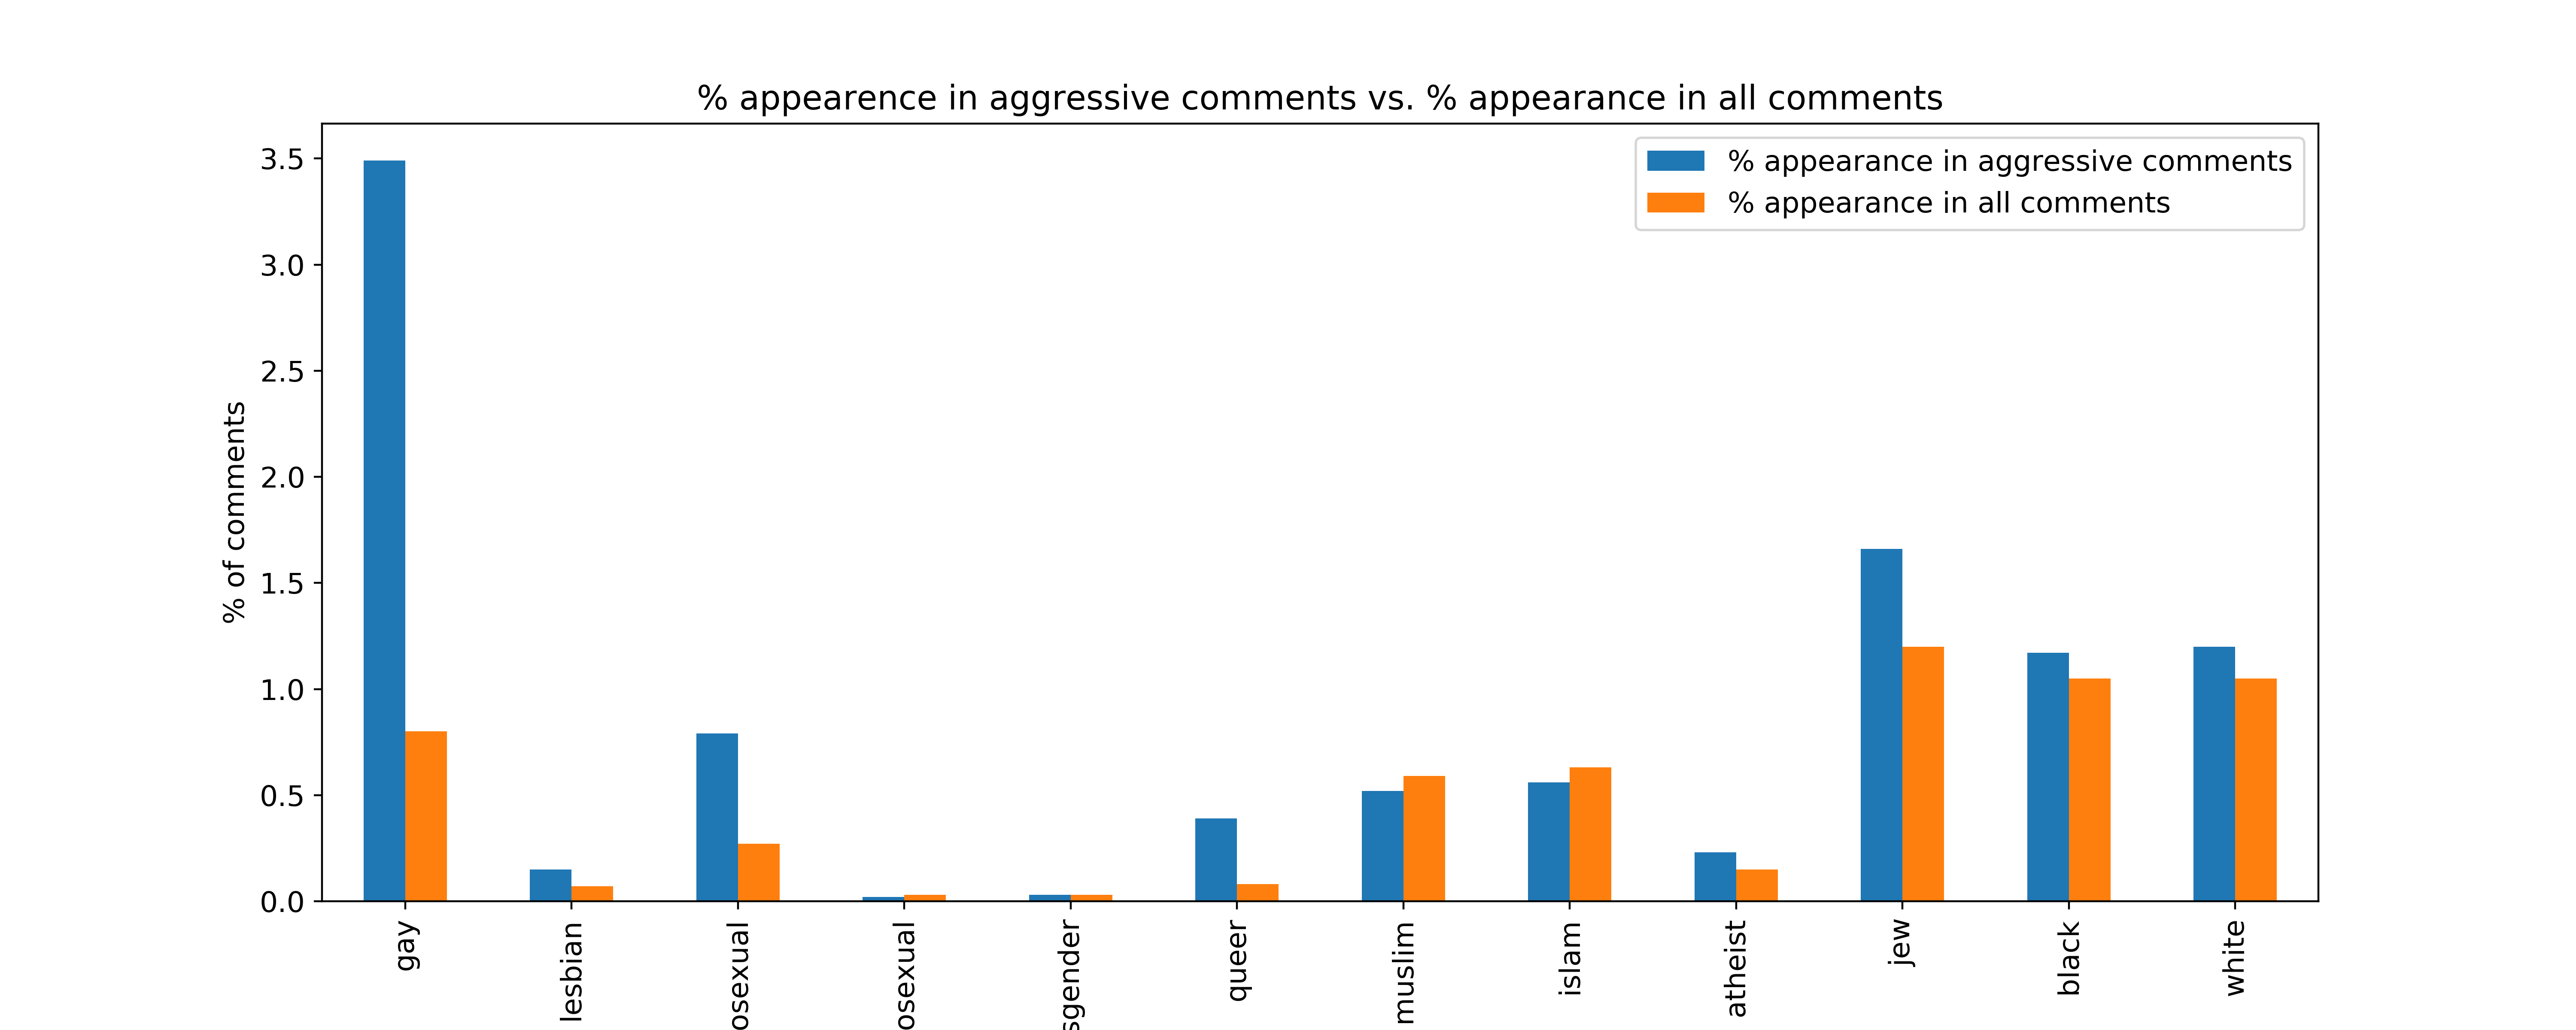 % appearence in aggressive comments vs. % appearance in all comments
% appearance in aggressive comments
% appearance in all comments
% of comments
3.5
3.0
2.5
2.0
1.5
1.0
0.5
0.0
gay
lesbian
osexual
osexual
sgender
queer
muslim
islam
atheist
jew
black
white